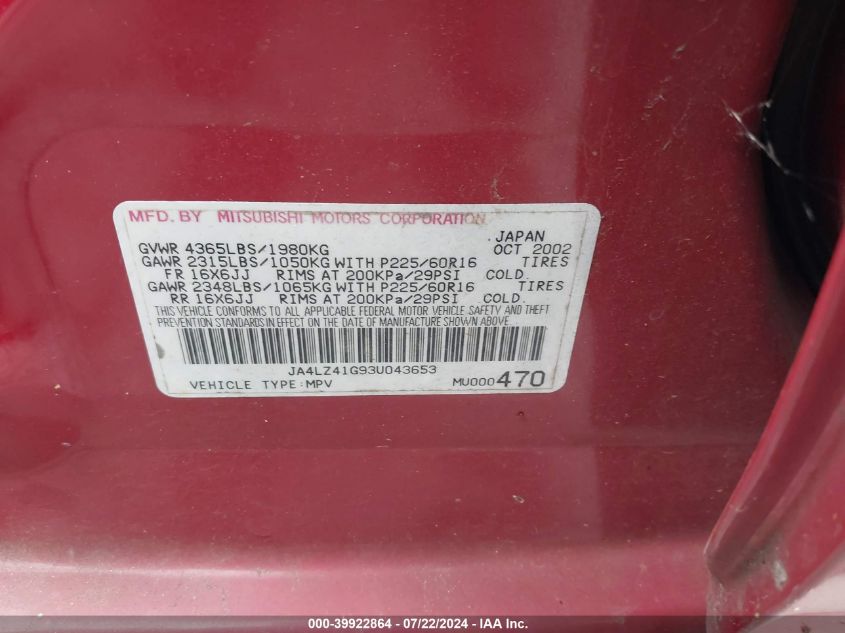 MFD. BY MITSUBISHI MOTORS CORPORATION
JAPAN
GVWR 4365LBS/1980KG OCT 2002
GAWR 2315LBS/1050KG WITH P225/60R16 TIRES
FR 16X6JJ RIMS AT 200KPa/29PSI COLD.
GAWR 2348LBS/1065KG WITH P225/60R16 TIRES
RR 16X6JJ RIMS AT 200KPa/29PSI COLD.
THIS VEHICLE CONFORMS TO ALL APPLICABLE FEDERAL MOTOR VEHICLE SAFETY AND THEFT
PREVENTION STANDARDS IN EFFECT ON THE DATE OF MANUFACTURE SHOWN ABOVE.
JA4LZ41G93U043653
VEHICLE TYPE:MPV MU000470
000-39922864 / 07/22/2024 - IAA Inc.